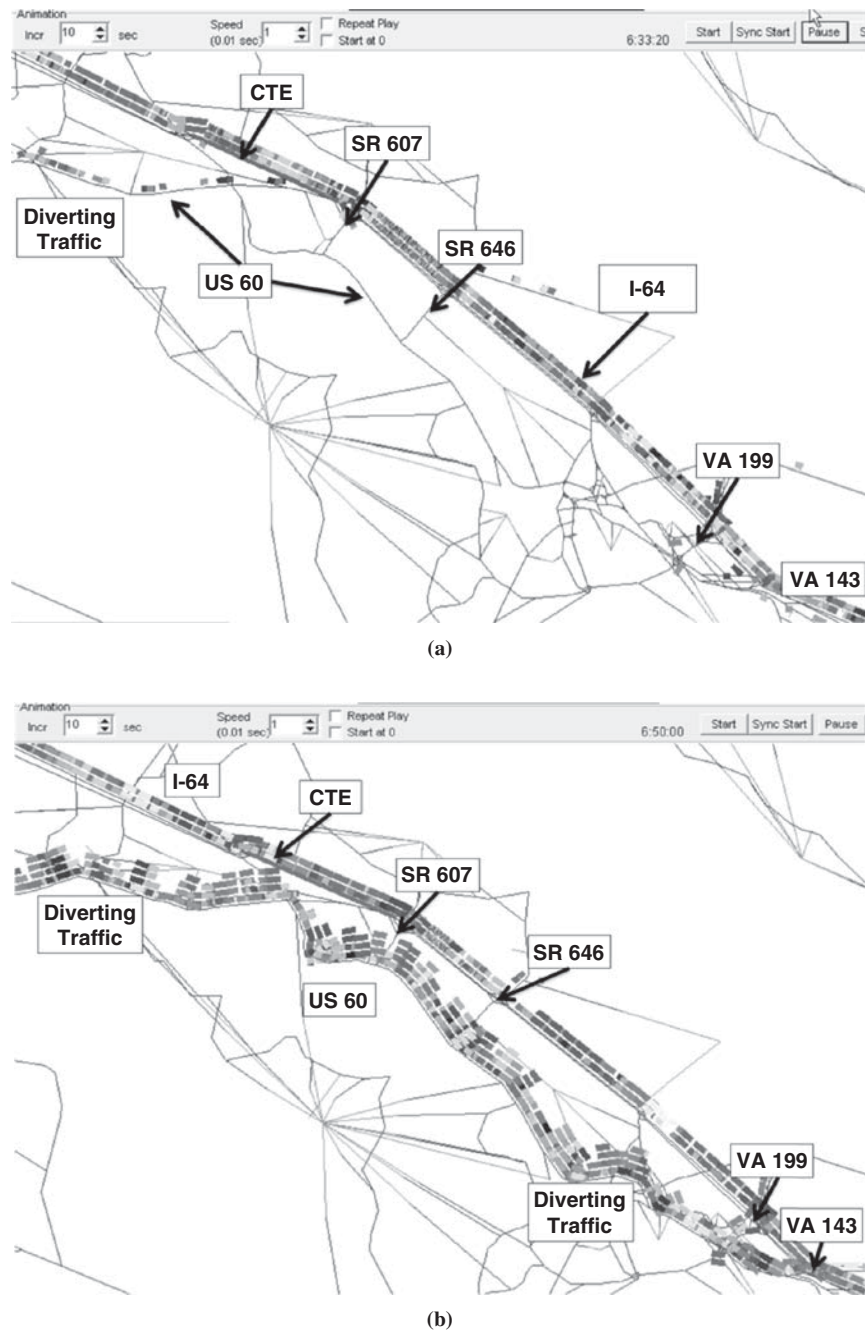 Animation
Incr 10 sec
Speed
(0.01 sec) 1
Repeat Play
Start at 0
6:33:20
Start Sync Start Pause S
CTE
SR 607
Diverting
Traffic
SR 646
US 60
I-64
VA 199
VA 143
(a)
Animation
Incr 10 sec
Speed
(0.01 sec) 1
Repeat Play
Start at 0
6:50:00
Start Sync Start Pause
I-64
CTE
SR 607
Diverting
Traffic
SR 646
US 60
VA 199
Diverting
Traffic
VA 143
(b)